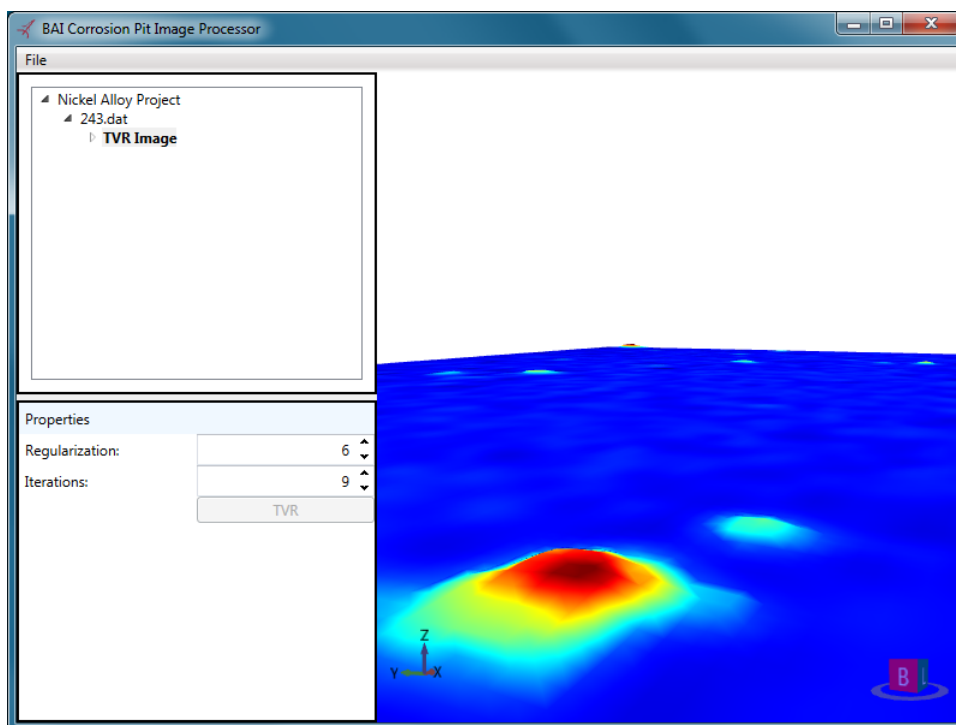 BAI Corrosion Pit Image Processor
File
Nickel Alloy Project
243.dat
TVR Image
Properties
Regularization: 6
Iterations: 9
TVR
Z
Y X
B